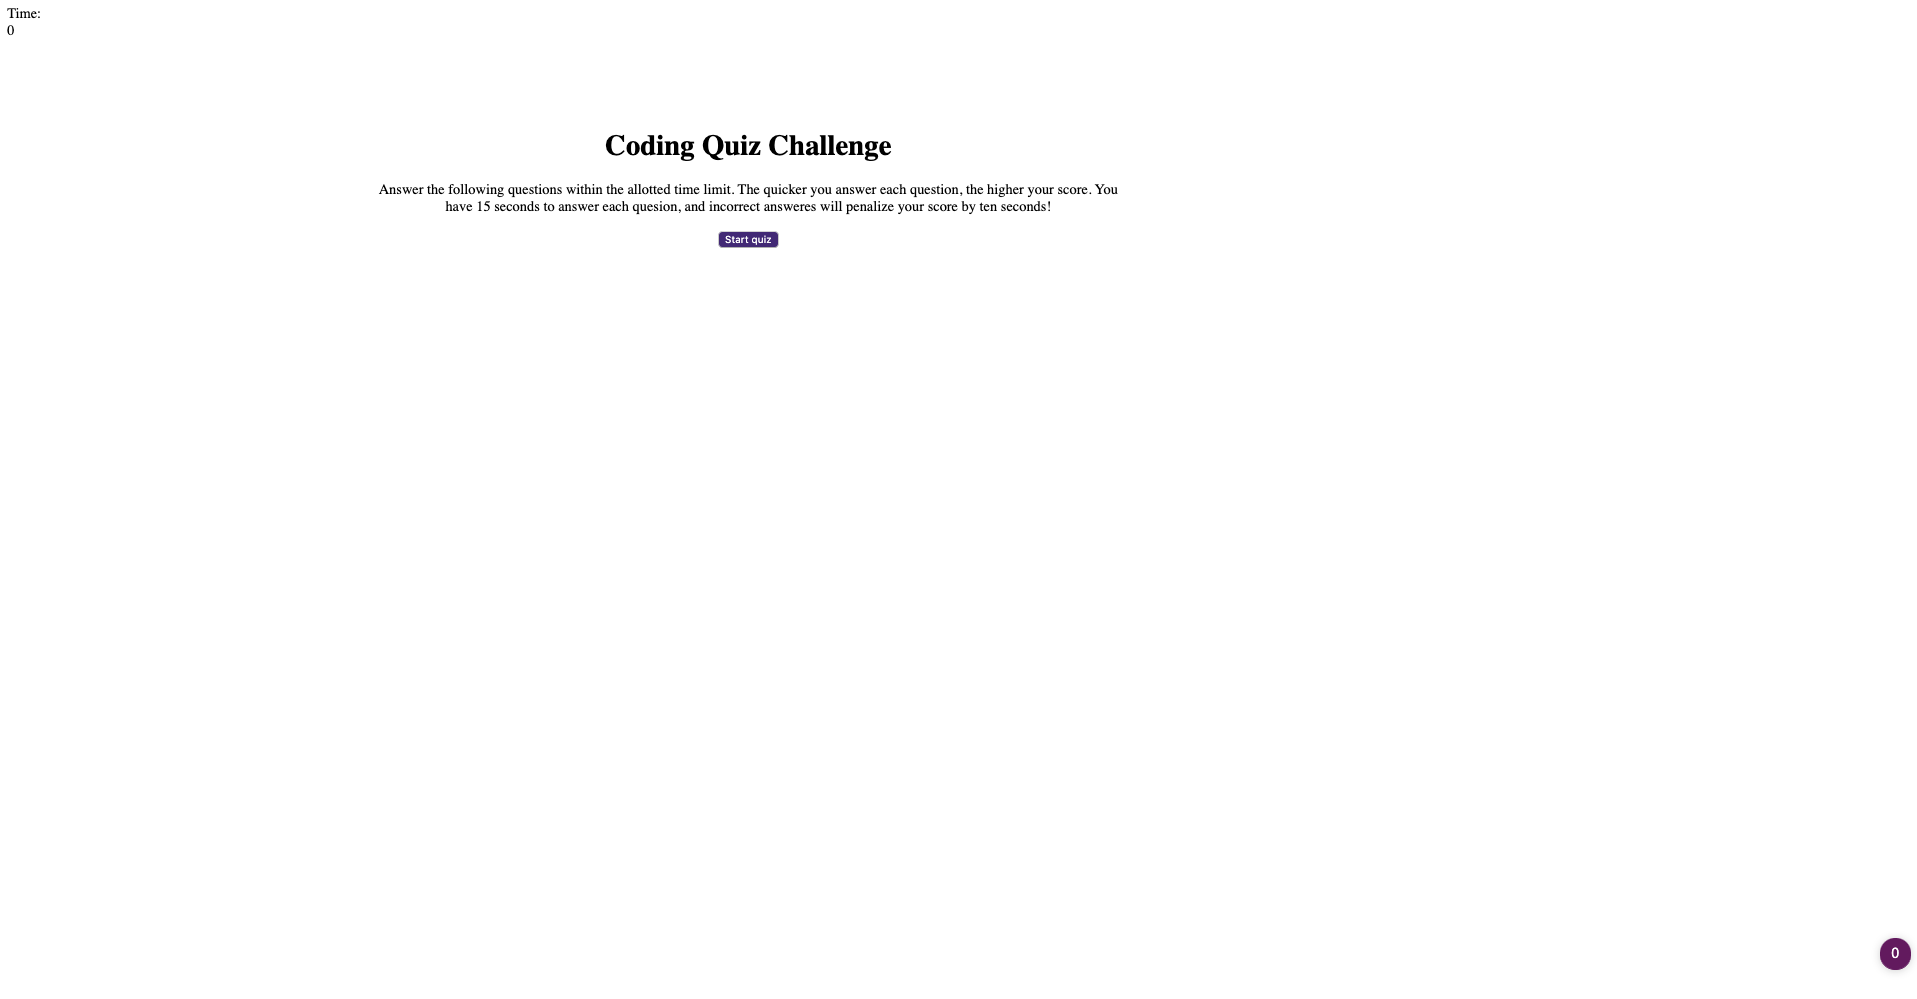 Time:
0
Coding Quiz Challenge
Answer the following questions within the allotted time limit. The quicker you answer each question, the higher your score. You
have 15 seconds to answer each quesion, and incorrect answeres will penalize your score by ten seconds!
Start quiz
0